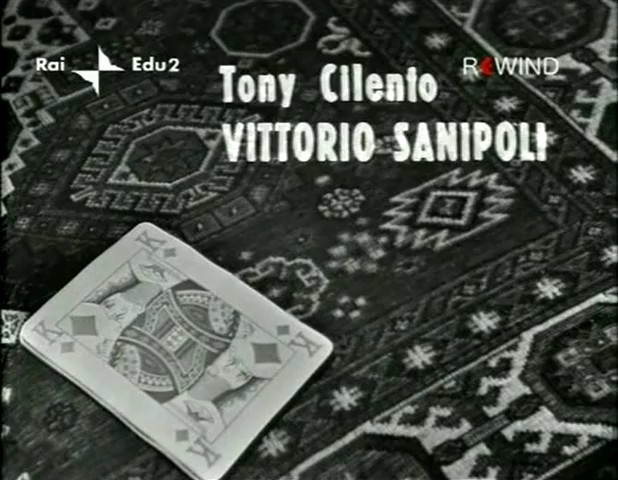 Rai Edu2
REWIND
Tony Cilento
VITTORIO SANIPOLI
K
K
K
K